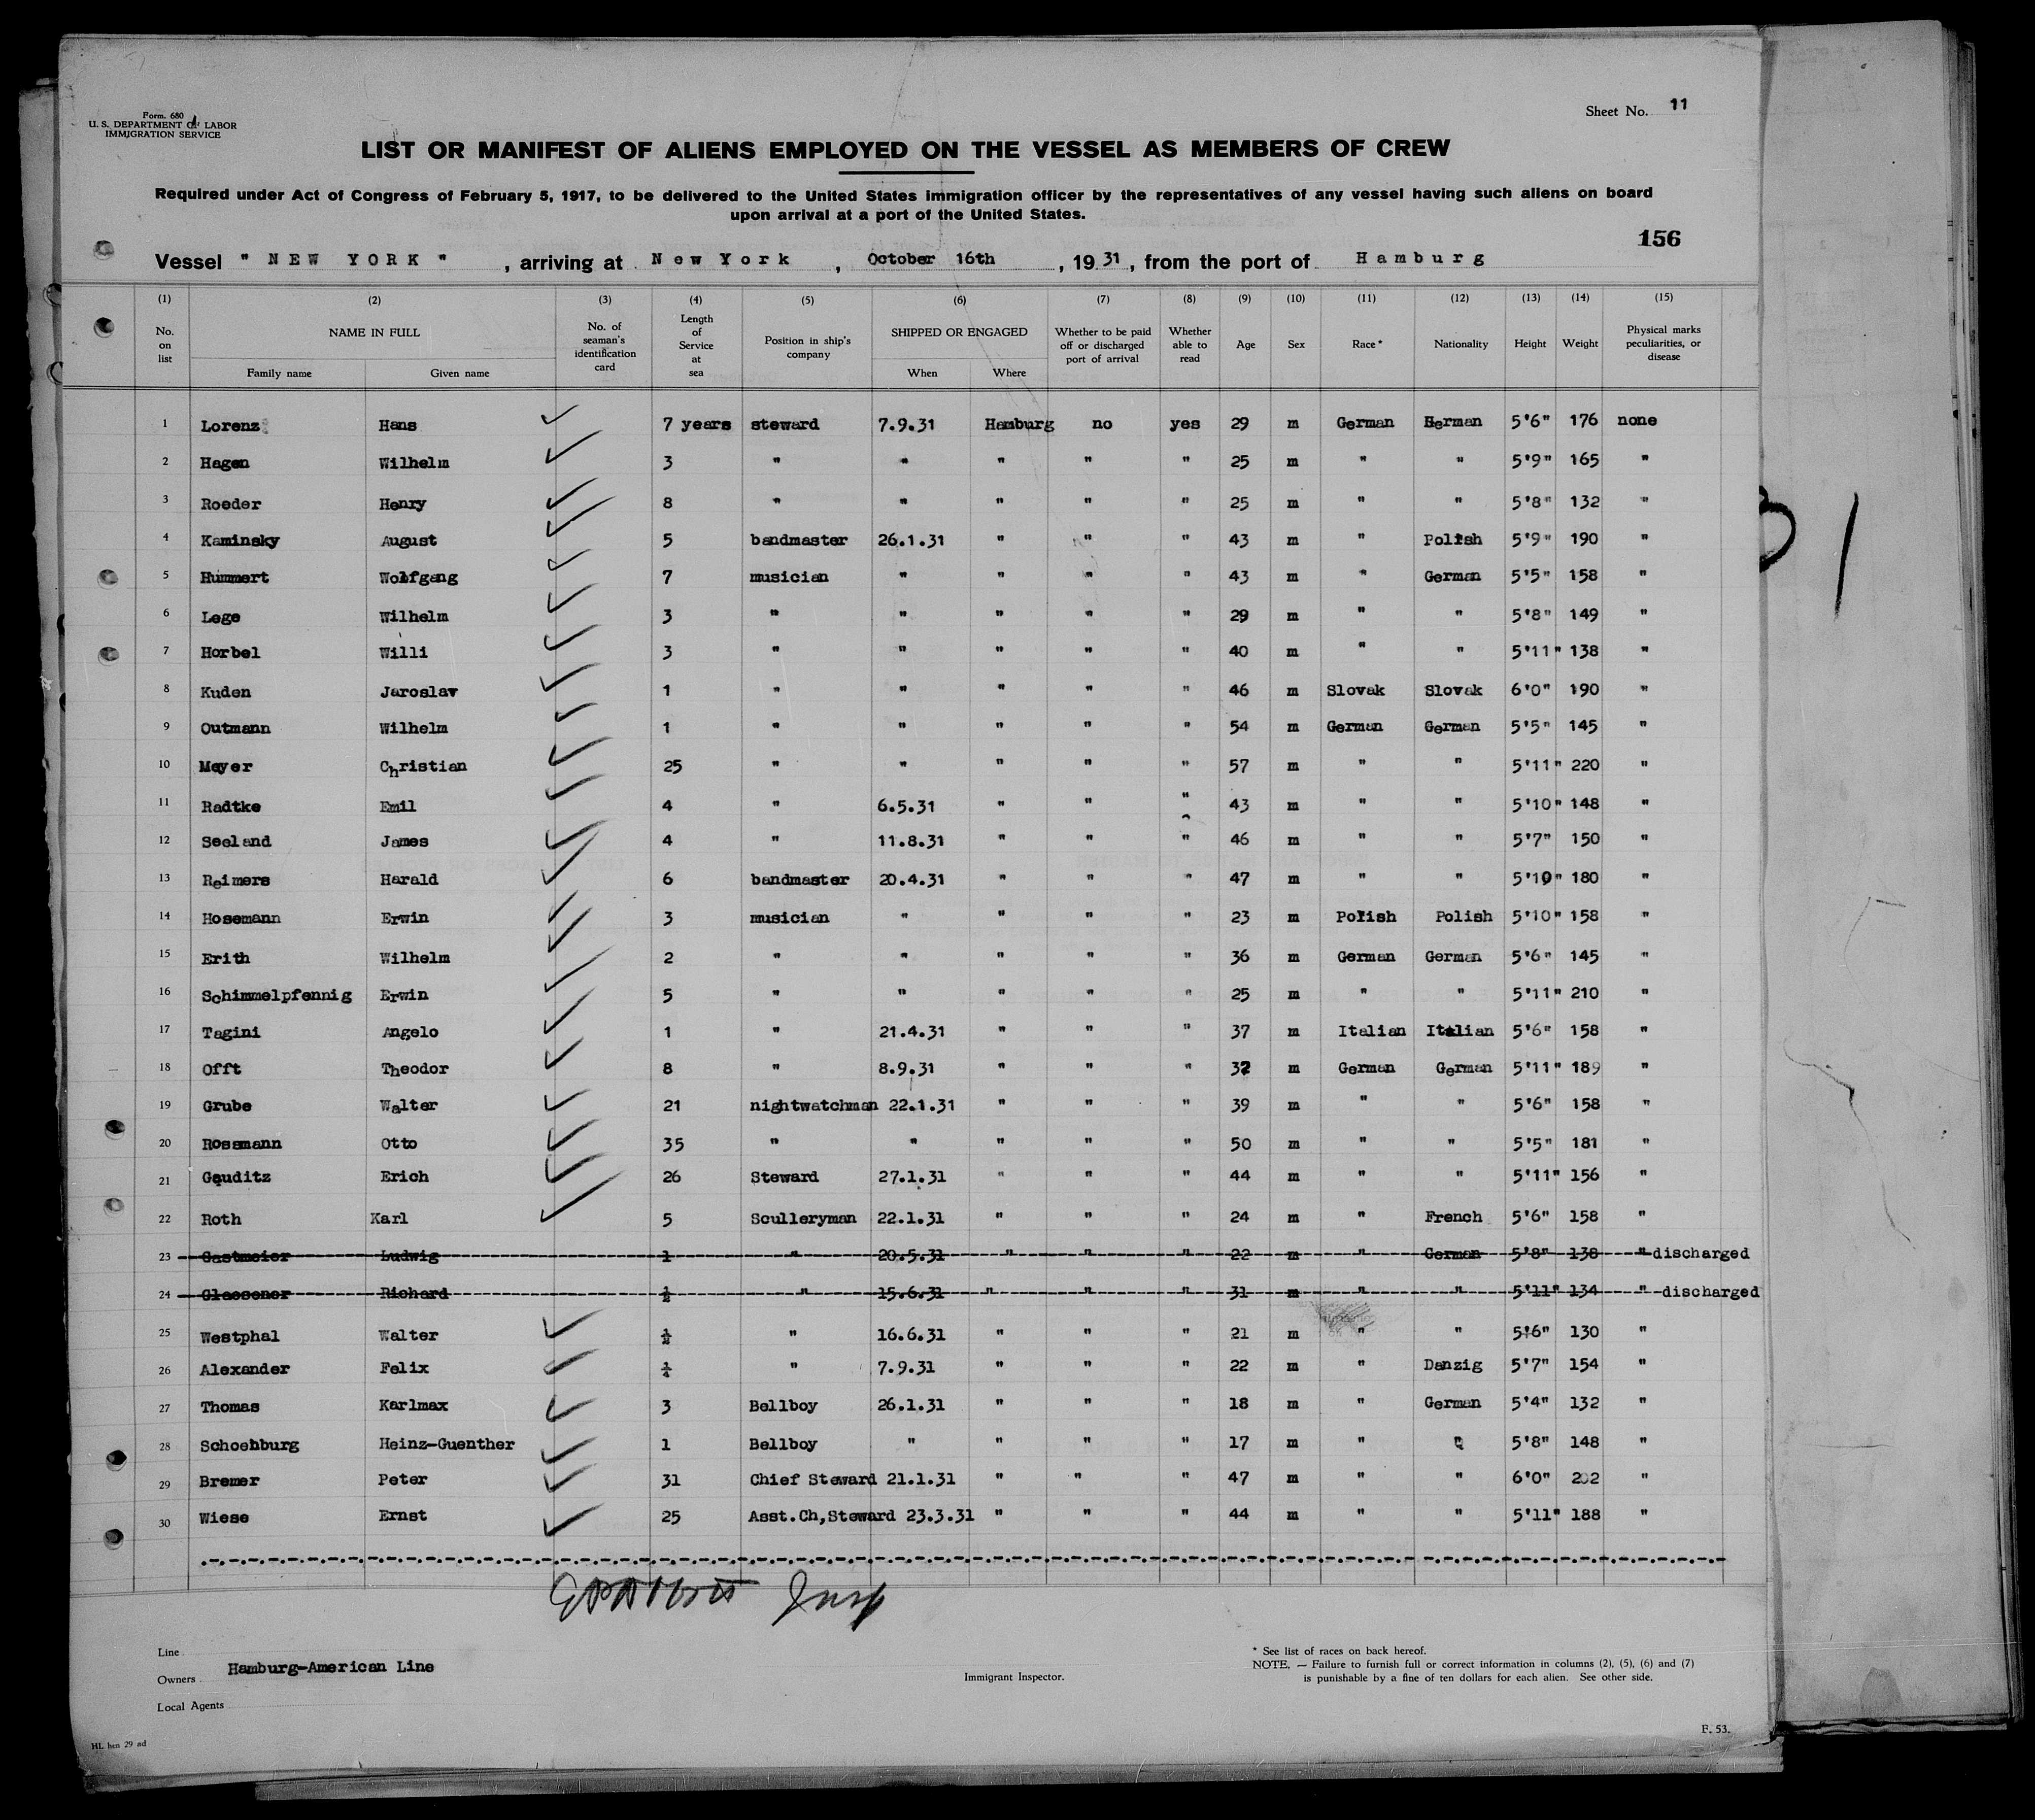 Form. 680
U. S. DEPARTMENT OF LABOR
IMMIGRATION SERVICE
Sheet No. 11
LIST OR MANIFEST OF ALIENS EMPLOYED ON THE VESSEL AS MEMBERS OF CREW
Required under Act of Congress of February 5, 1917, to be delivered to the United States immigration officer by the representatives of any vessel having such aliens on board
upon arrival at a port of the United States.
156
Vessel " NEW YORK " , arriving at New York , October 16th , 1931, from the port of Hamburg
(1) (2) (3) (4) (5) (6) (7) (8) (9) (10) (11) (12) (13) (14) (15)
No. on list NAME IN FULL Family name Given name No. of seaman's identification card Length of Service at sea Position in ship's company SHIPPED OR ENGAGED When Where Whether to be paid off or discharged port of arrival Whether able to read Age Sex Race* Nationality Height Weight Physical marks peculiarities, or disease
1 Lorenz Hans 7 years steward 7.9.31 Hamburg no yes 29 m German German 5'6" 176 none
2 Hagen Wilhelm 3 " " " " " 25 m " " 5'9" 165 "
3 Roeder Henry 8 " " " " " 25 m " " 5'8" 132 "
4 Kaminsky August 5 bandmaster 26.1.31 " " " 43 m " Polish 5'9" 190 "
5 Hummert Wolfgang 7 musician " " " " 43 m " German 5'5" 158 "
6 Lege Wilhelm 3 " " " " " 29 m " " 5'8" 149 "
7 Horbel Willi 3 " " " " " 40 m " " 5'11" 138 "
8 Kuden Jaroslav 1 " " " " " 46 m Slovak Slovak 6'0" 190 "
9 Outmann Wilhelm 1 " " " " " 54 m German German 5'5" 145 "
10 Meyer Christian 25 " " " " " 57 m " " 5'11" 220 "
11 Radtke Emil 4 " 6.5.31 " " " 43 m " " 5'10" 148 "
12 Seeland James 4 " 11.8.31 " " " 46 m " " 5'7" 150 "
13 Reimers Harald 6 bandmaster 20.4.31 " " " 47 m " " 5'10" 180 "
14 Hosemann Erwin 3 musician " " " " 23 m Polish Polish 5'10" 158 "
15 Erith Wilhelm 2 " " " " " 36 m German German 5'6" 145 "
16 Schimmelpfennig Erwin 5 " " " " " 25 m " " 5'11" 210 "
17 Tagini Angelo 1 " 21.4.31 " " " 37 m Italian Italian 5'6" 158 "
18 Offt Theodor 8 " 8.9.31 " " " 32 m German German 5'11" 189 "
19 Grube Walter 21 nightwatchman 22.1.31 " " " 39 m " " 5'6" 158 "
20 Rossmann Otto 35 " " " " " 50 m " " 5'5" 181 "
21 Gauditz Erich 26 Steward 27.1.31 " " " 44 m " " 5'11" 156 "
22 Roth Karl 5 Sculleryman 22.1.31 " " " 24 m " French 5'6" 158 "
23 Gastmeier Ludwig 1 " 20.5.31 " " " 22 m " German 5'8" 138 " discharged
24 Glaesener Richard ½ " 15.6.31 " " " 31 m " " 5'11" 134 " discharged
25 Westphal Walter ½ " 16.6.31 " " " 21 m " " 5'6" 130 "
26 Alexander Felix ¼ " 7.9.31 " " " 22 m " Danzig 5'7" 154 "
27 Thomas Karlmax 3 Bellboy 26.1.31 " " " 18 m " German 5'4" 132 "
28 Schoenburg Heinz-Guenther 1 Bellboy " " " " 17 m " " 5'8" 148 "
29 Bremer Peter 31 Chief Steward 21.1.31 " " " 47 m " " 6'0" 202 "
30 Wiese Ernst 25 Asst.Ch,Steward 23.3.31 " " " 44 m " " 5'11" 188 "
Line
Owners Hamburg-American Line
Local Agents
Immigrant Inspector.
* See list of races on back hereof.
NOTE. — Failure to furnish full or correct information in columns (2), (5), (6) and (7)
is punishable by a fine of ten dollars for each alien. See other side.
F. 53.
HL hen 29 ad